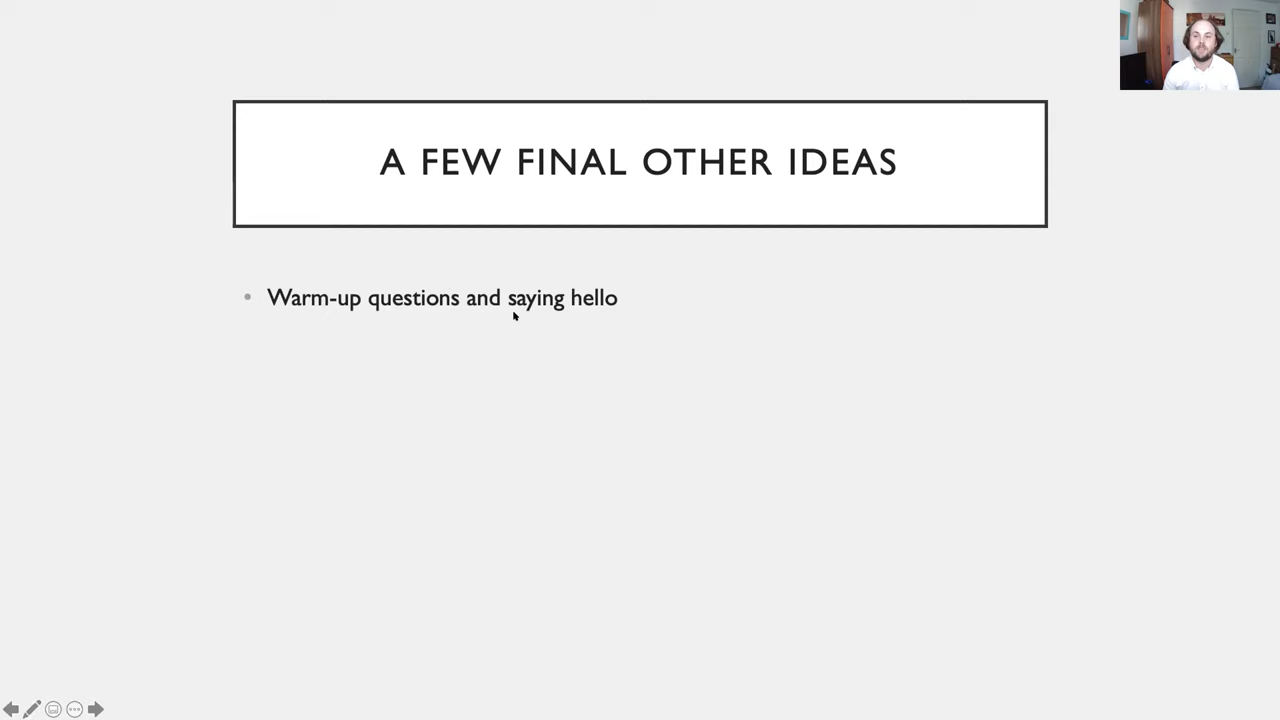 A FEW FINAL OTHER IDEAS
Warm-up questions and saying hello